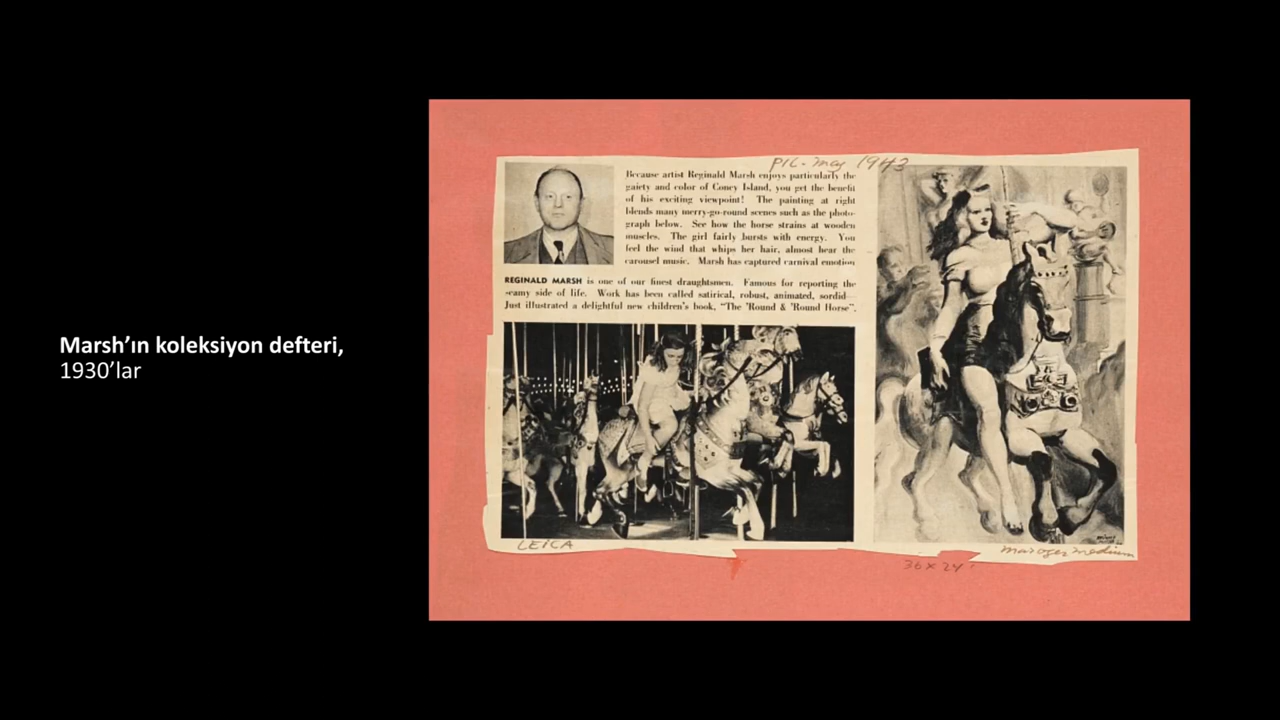 Marsh’ın koleksiyon defteri,
1930’lar
PIC - May 1943
Because artist Reginald Marsh enjoys particularly the
gaiety and color of Coney Island, you get the benefit
of his exciting viewpoint! The painting at right
blends many merry-go-round scenes such as the photo-
graph below. See how the horse strains at wooden
muscles. The girl fairly bursts with energy. You
feel the wind that whips her hair, almost hear the
carousel music. Marsh has captured carnival emotion
REGINALD MARSH is one of our finest draughtsmen. Famous for reporting the
seamy side of life. Work has been called satirical, robust, animated, sordid
Just illustrated a delightful new children's book, "The 'Round & 'Round Horse".
LEICA
maroger medium
36 x 24"